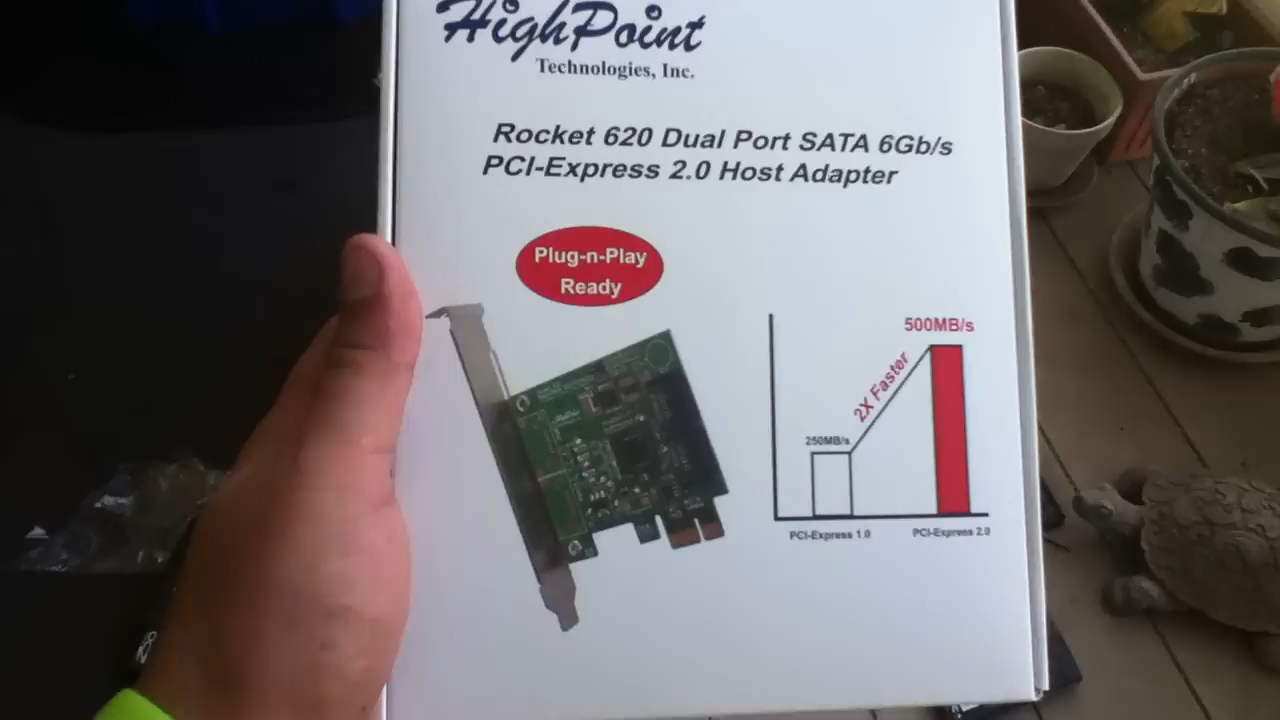 HighPoint
Technologies, Inc.
Rocket 620 Dual Port SATA 6Gb/s
PCI-Express 2.0 Host Adapter
Plug-n-Play
Ready
500MB/s
2X Faster
250MB/s
PCI-Express 1.0
PCI-Express 2.0